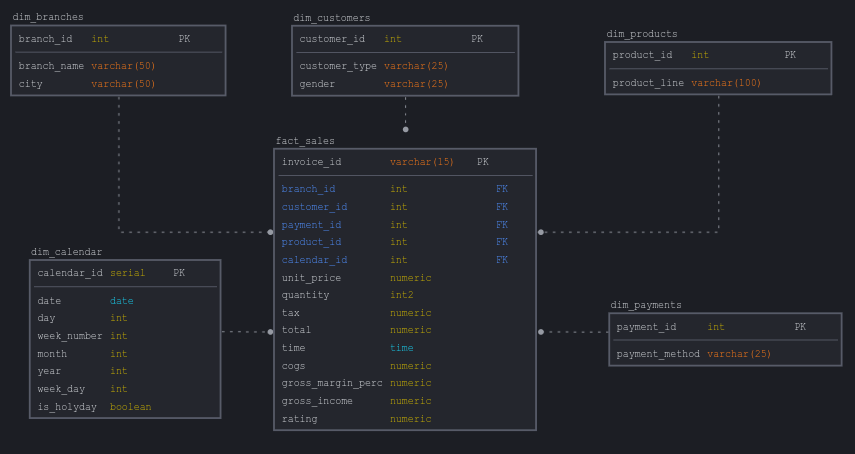 dim_branches
branch_id int PK
branch_name varchar(50)
city varchar(50)
dim_customers
customer_id int PK
customer_type varchar(25)
gender varchar(25)
dim_products
product_id int PK
product_line varchar(100)
fact_sales
invoice_id varchar(15) PK
branch_id int FK
customer_id int FK
payment_id int FK
product_id int FK
calendar_id int FK
unit_price numeric
quantity int2
tax numeric
total numeric
time time
cogs numeric
gross_margin_perc numeric
gross_income numeric
rating numeric
dim_calendar
calendar_id serial PK
date date
day int
week_number int
month int
year int
week_day int
is_holyday boolean
dim_payments
payment_id int PK
payment_method varchar(25)